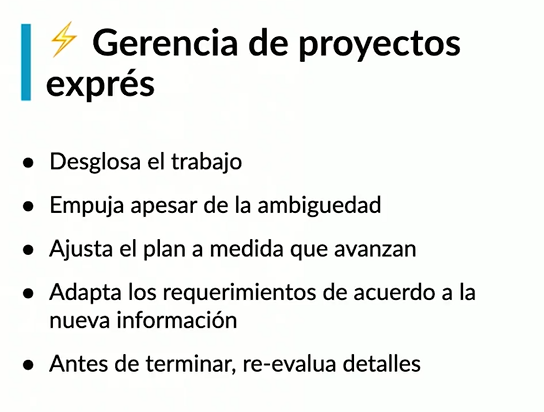 ⚡ Gerencia de proyectos
exprés
● Desglosa el trabajo
● Empuja apesar de la ambiguedad
● Ajusta el plan a medida que avanzan
● Adapta los requerimientos de acuerdo a la
nueva información
● Antes de terminar, re-evalua detalles